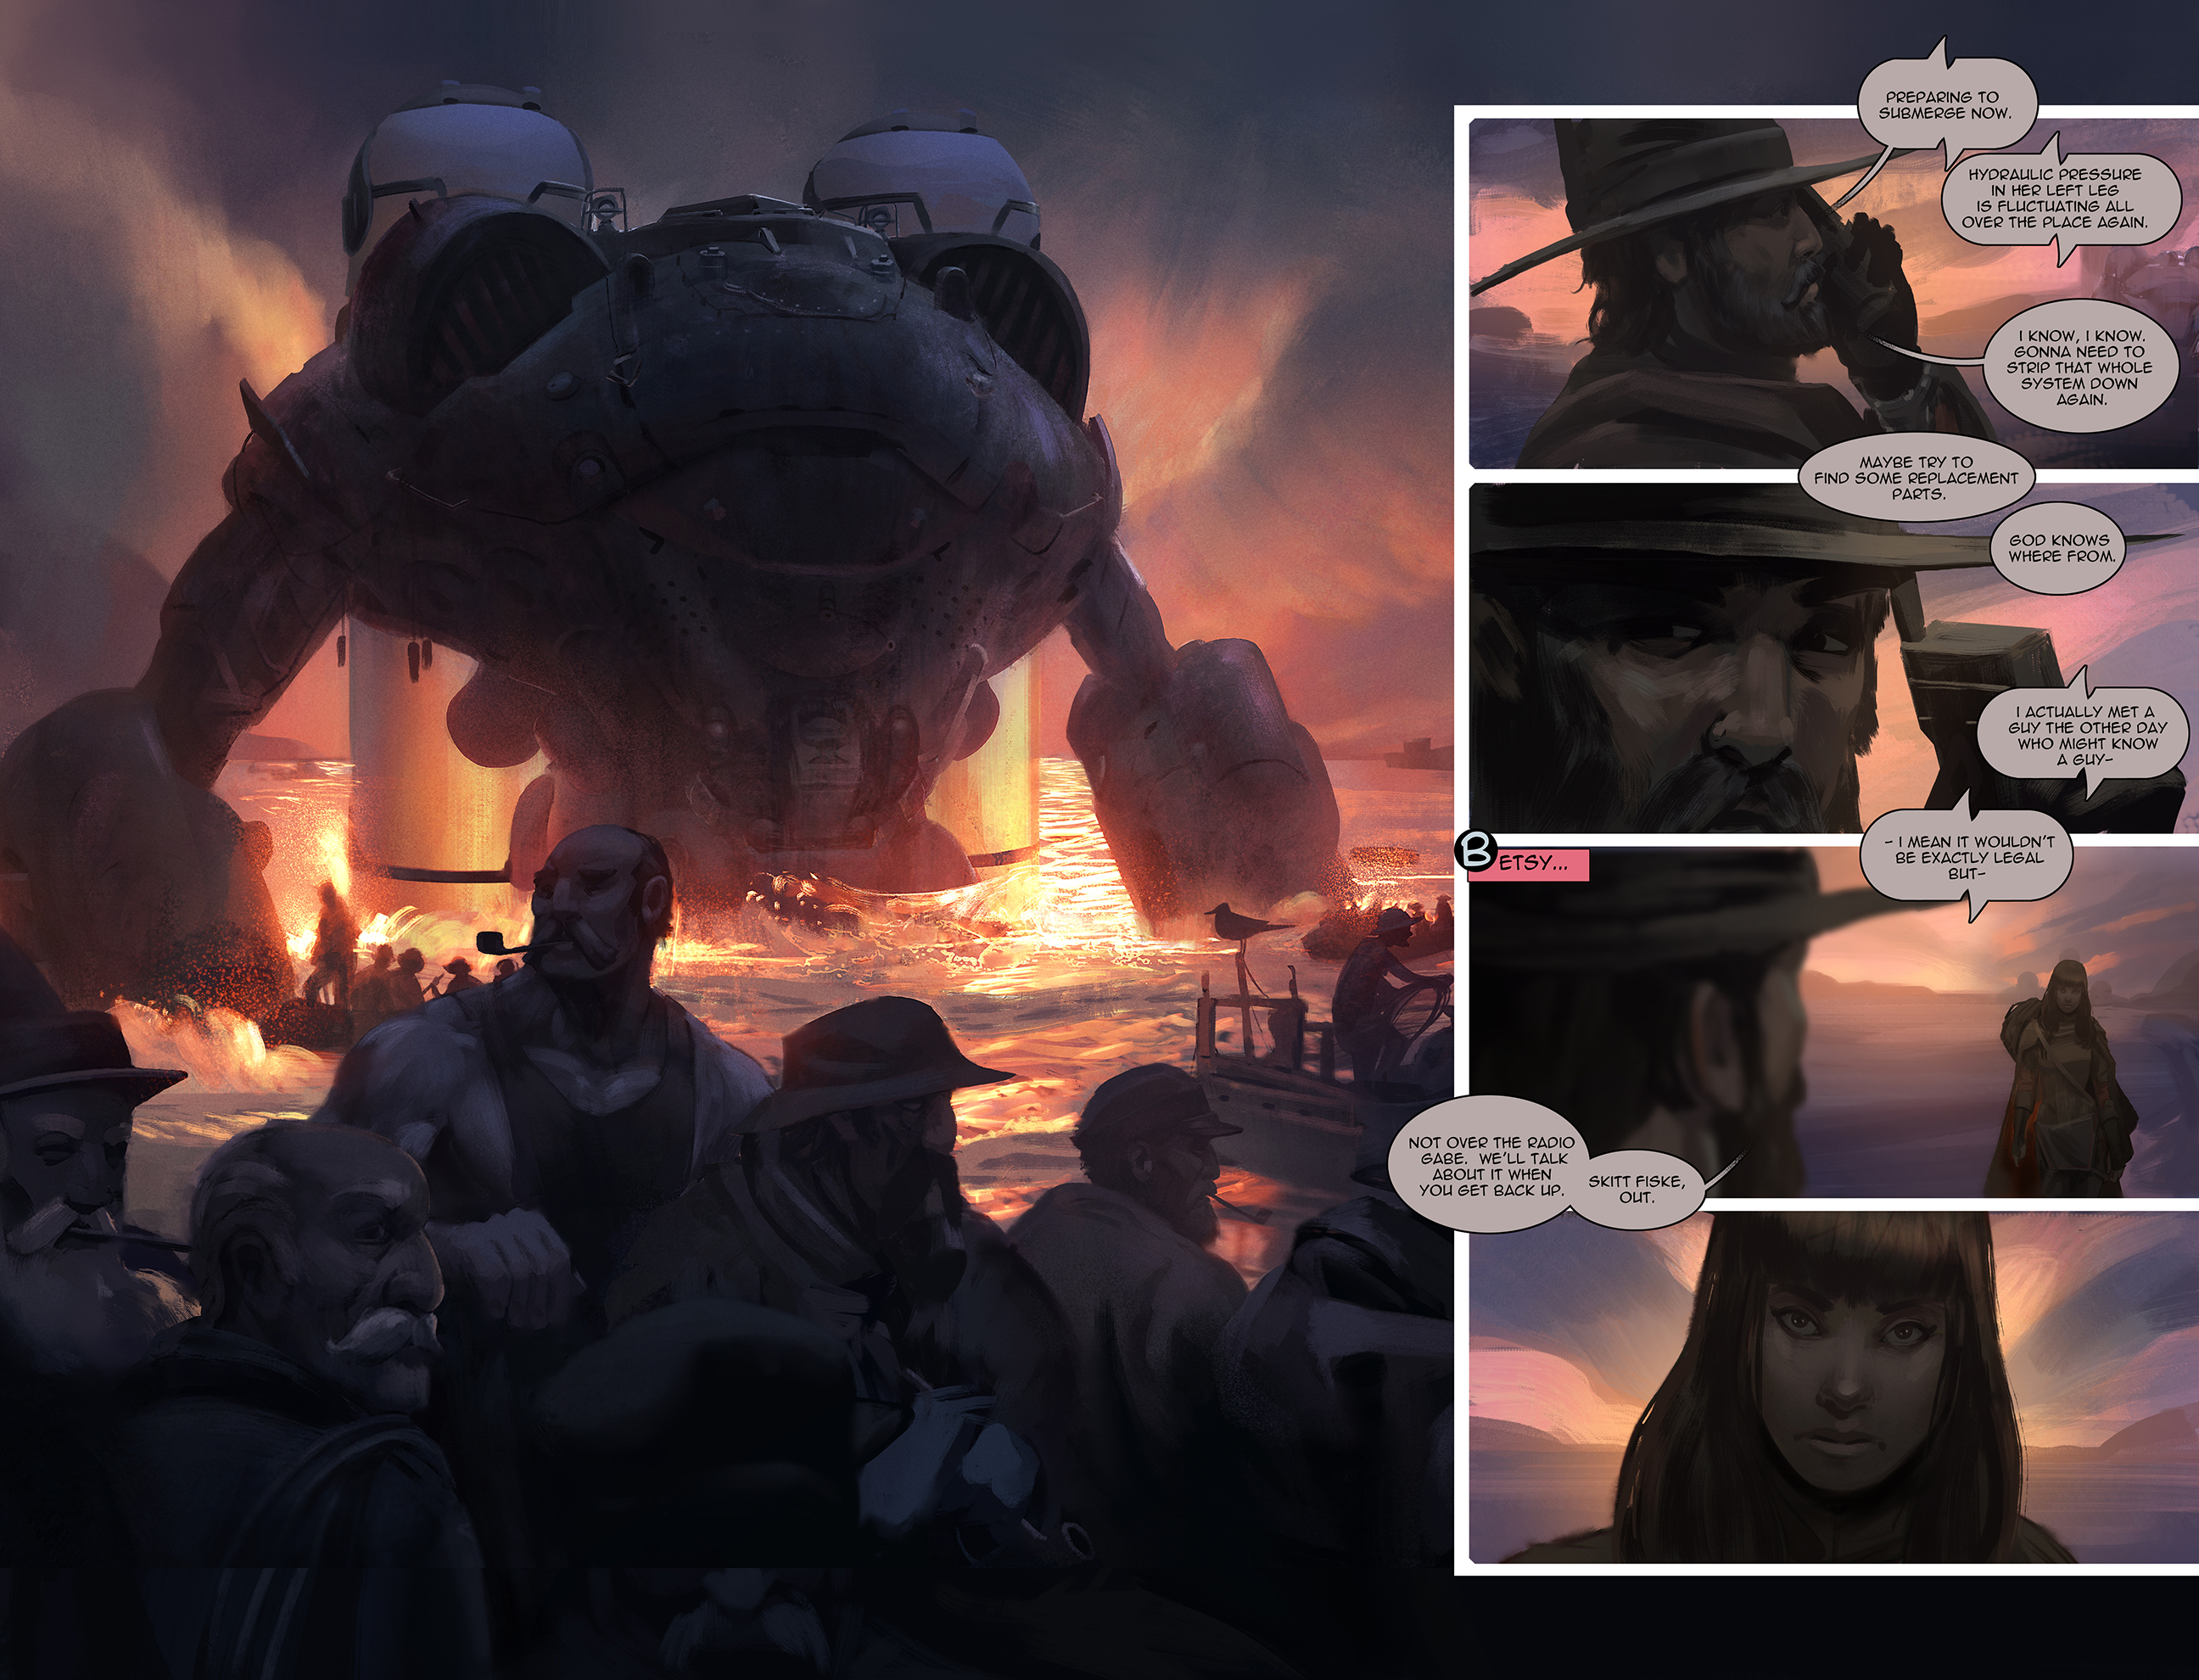 PREPARING TO
SUBMERGE NOW.
HYDRAULIC PRESSURE
IN HER LEFT LEG
IS FLUCTUATING ALL
OVER THE PLACE AGAIN.
I KNOW, I KNOW.
GONNA NEED TO
STRIP THAT WHOLE
SYSTEM DOWN
AGAIN.
MAYBE TRY TO
FIND SOME REPLACEMENT
PARTS.
GOD KNOWS
WHERE FROM.
I ACTUALLY MET A
GUY THE OTHER DAY
WHO MIGHT KNOW
A GUY-
- I MEAN IT WOULDN'T
BE EXACTLY LEGAL
BUT-
BETSY...
NOT OVER THE RADIO
GABE. WE'LL TALK
ABOUT IT WHEN
YOU GET BACK UP.
SKITT FISKE,
OUT.